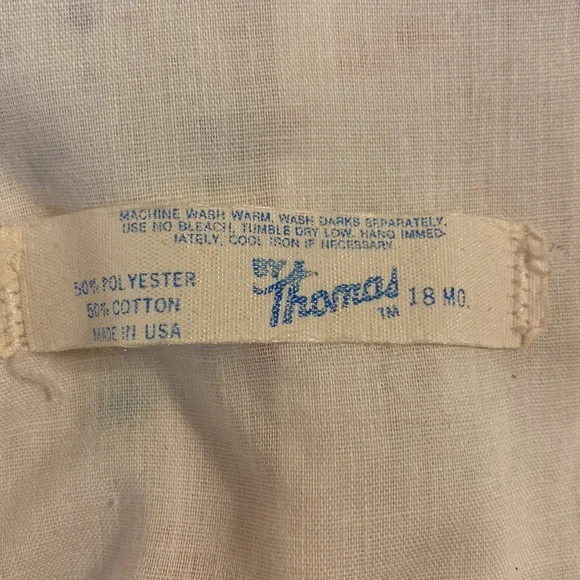 MACHINE WASH WARM, WASH DARKS SEPARATELY.
USE NO BLEACH, TUMBLE DRY LOW. HANG IMMED-
IATELY, COOL IRON IF NECESSARY
50% POLYESTER
50% COTTON
MADE IN USA
BY
Thomas
TM
18 MO.